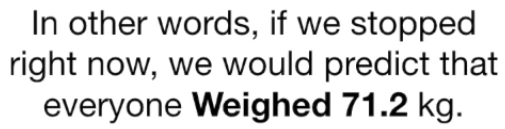 In other words, if we stopped
right now, we would predict that
everyone Weighed 71.2 kg.